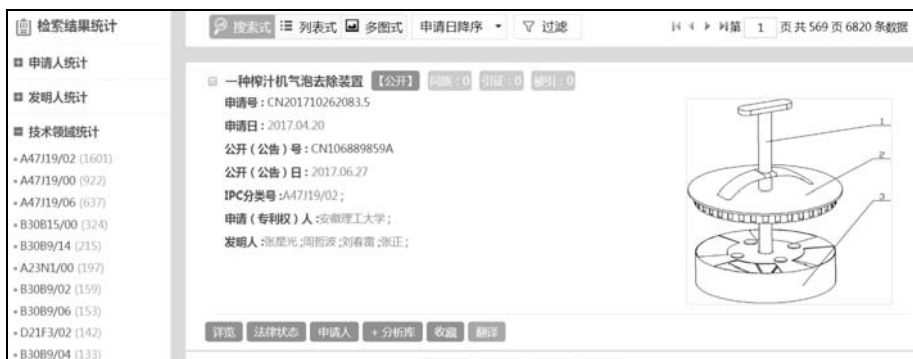 检索结果统计
搜索式 列表式 多图式 申请日降序 过滤 第 1 页 共 569 页 6820 条数据
申请人统计
发明人统计
技术领域统计
A47J19/02 (1601)
A47J19/00 (922)
A47J19/06 (637)
B30B15/00 (324)
B30B9/14 (215)
A23N1/00 (197)
B30B9/02 (159)
B30B9/06 (153)
D21F3/02 (142)
B30B9/04 (133)
一种榨汁机气泡去除装置 【公开】 同族：0 引证：0 被引：0
申请号：CN201710262083.5
申请日：2017.04.20
公开（公告）号：CN106889859A
公开（公告）日：2017.06.27
IPC分类号：A47J19/02；
申请（专利权）人：安徽理工大学；
发明人：张星光；周哲波；刘春雷；张正；
1
2
3
详览 法律状态 申请人 +分析库 收藏 翻译